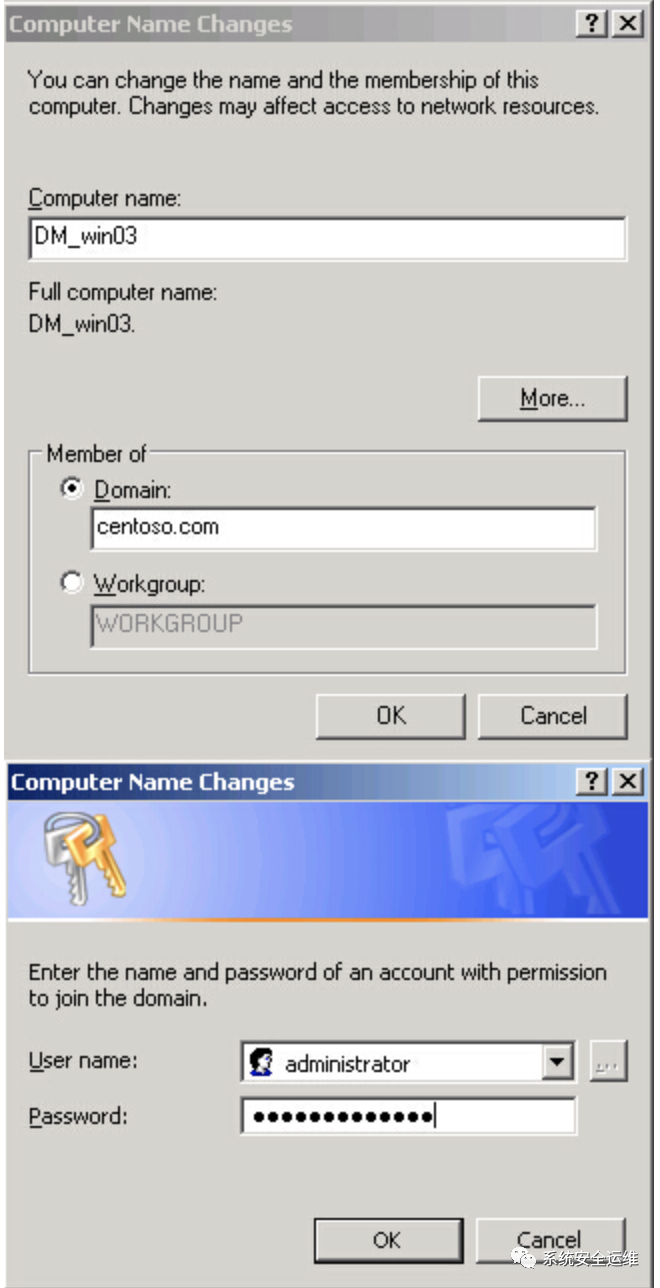 Computer Name Changes
You can change the name and the membership of this
computer. Changes may affect access to network resources.
Computer name:
DM_win03
Full computer name:
DM_win03.
More...
Member of
Domain:
centoso.com
Workgroup:
WORKGROUP
OK
Cancel
Computer Name Changes
Enter the name and password of an account with permission
to join the domain.
User name:
administrator
...
Password:
●●●●●●●●●●●●●
OK
Cancel
系统安全运维